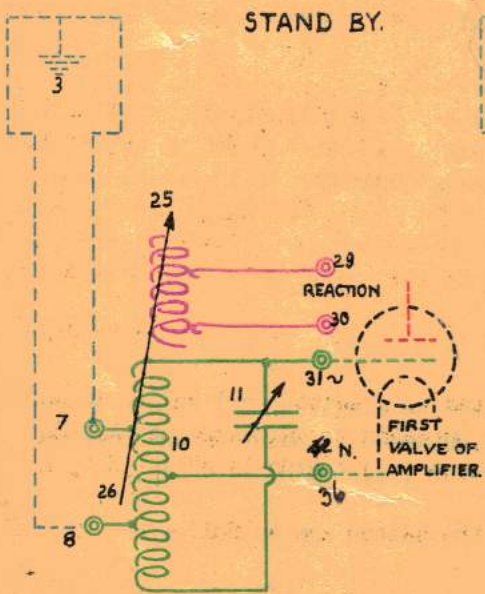 STAND BY.
3
25
29
REACTION
30
31~
11
7
10
FIRST
VALVE OF
AMPLIFIER.
N.
26
36
8